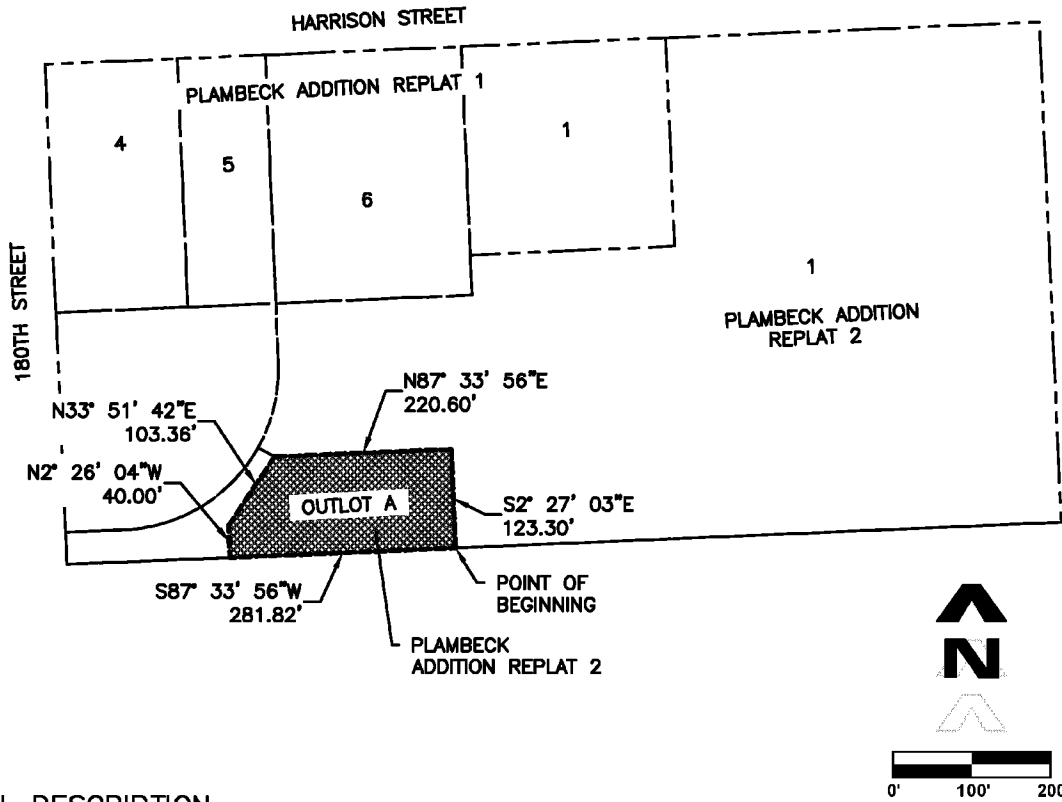 HARRISON STREET
PLAMBECK ADDITION REPLAT 1
4
5
6
1
180TH STREET
1
PLAMBECK ADDITION
REPLAT 2
N87° 33' 56"E
220.60'
N33° 51' 42"E
103.36'
N2° 26' 04"W
40.00'
OUTLOT A
S2° 27' 03"E
123.30'
S87° 33' 56"W
281.82'
POINT OF
BEGINNING
PLAMBECK
ADDITION REPLAT 2
N
0' 100' 200
DESCRIPTION